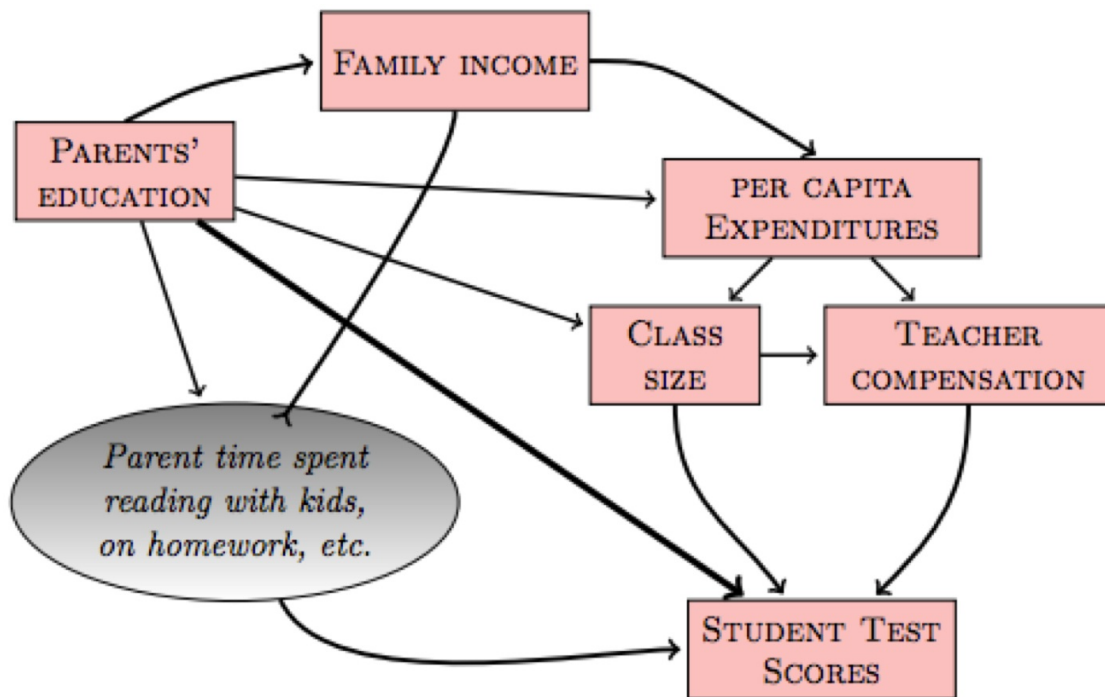 FAMILY INCOME
PARENTS'
EDUCATION
PER CAPITA
EXPENDITURES
CLASS
SIZE
TEACHER
COMPENSATION
Parent time spent
reading with kids,
on homework, etc.
STUDENT TEST
SCORES